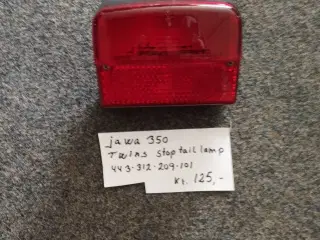 jawa 350
Twins stop tail lamp
443-312-209-101
Kr. 125,-